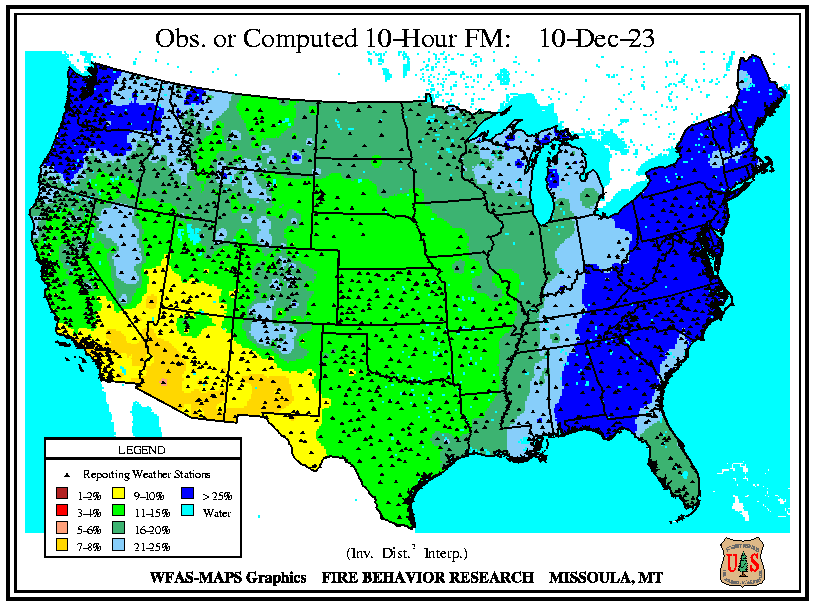 Obs. or Computed 10-Hour FM: 10-Dec-23
LEGEND
Reporting Weather Stations
1-2% 9-10% > 25%
3-4% 11-15% Water
5-6% 16-20%
7-8% 21-25%
(Inv. Dist.² Interp.)
WFAS-MAPS Graphics FIRE BEHAVIOR RESEARCH MISSOULA, MT
U S